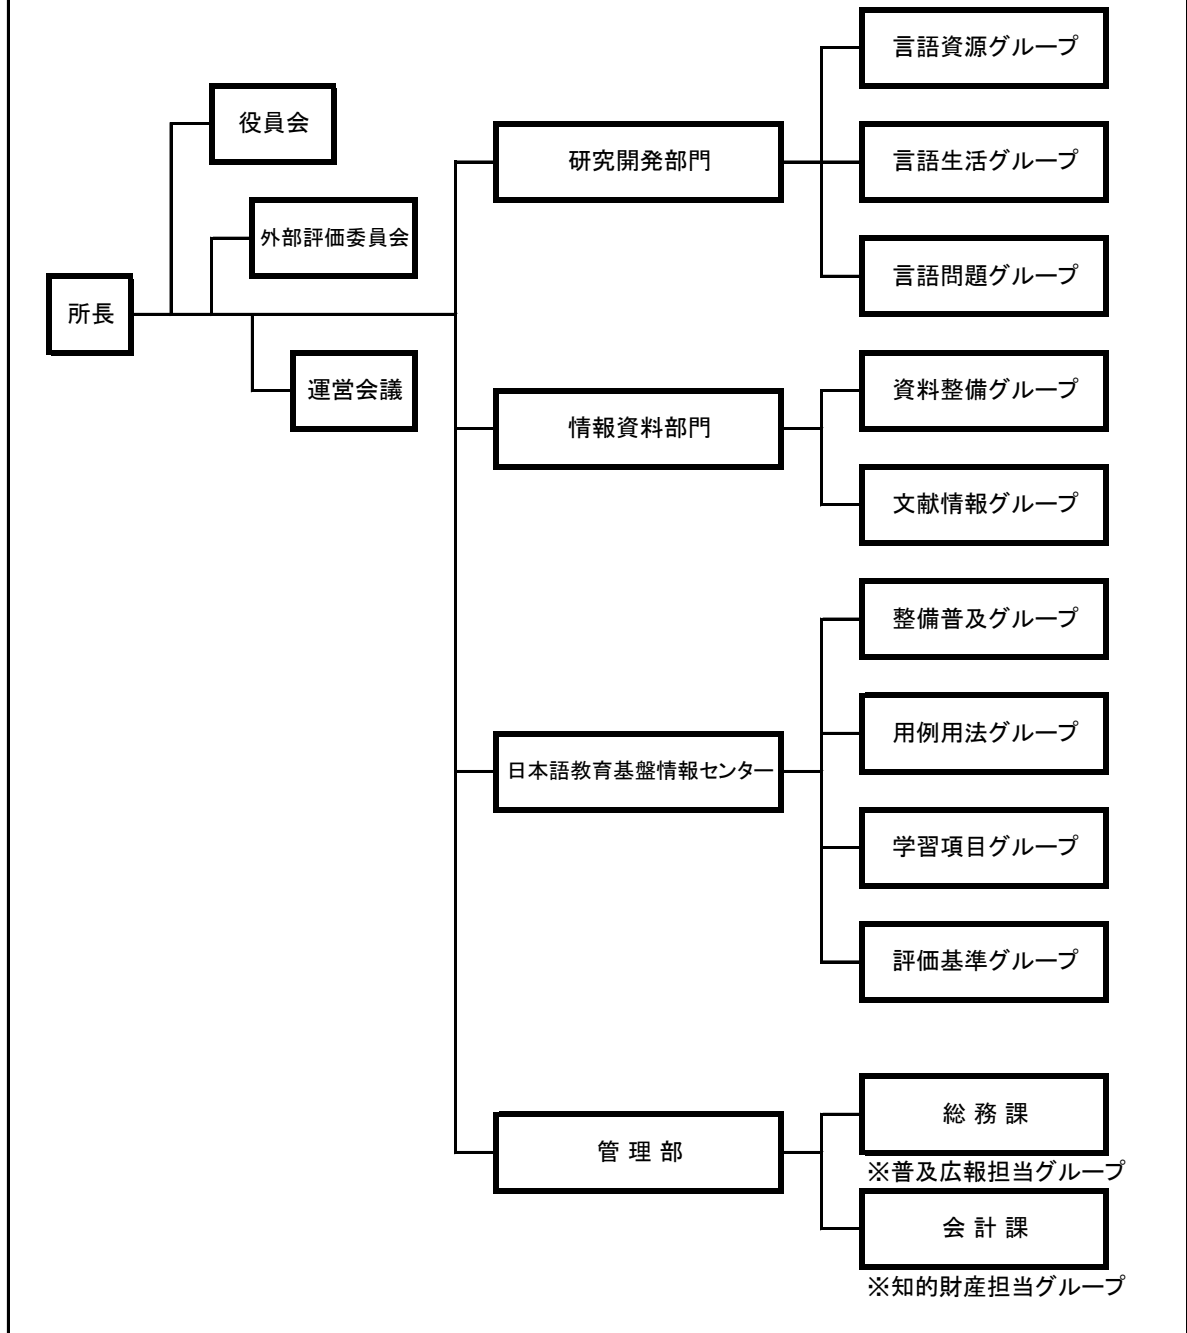 所長
役員会
外部評価委員会
運営会議
研究開発部門
言語資源グループ
言語生活グループ
言語問題グループ
情報資料部門
資料整備グループ
文献情報グループ
日本語教育基盤情報センター
整備普及グループ
用例用法グループ
学習項目グループ
評価基準グループ
管 理 部
総 務 課
※普及広報担当グループ
会 計 課
※知的財産担当グループ